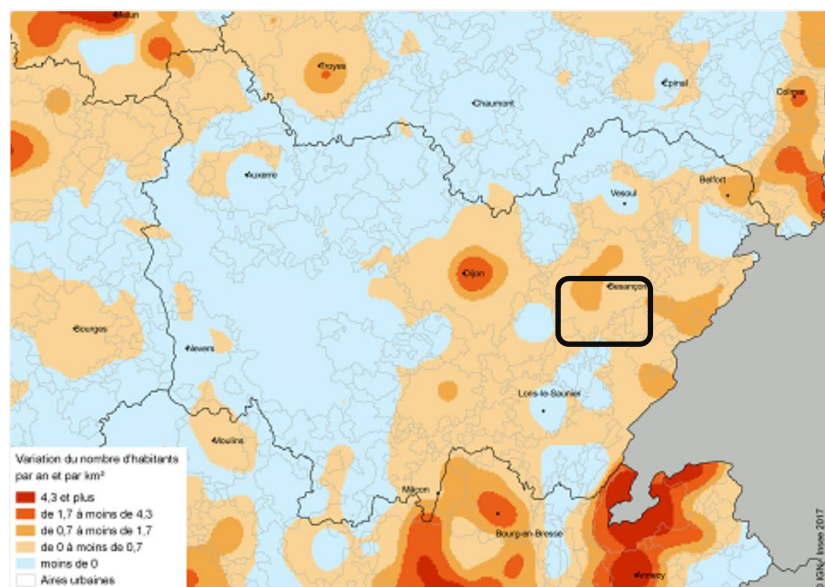 Melun
Troyes
Epinal
Colmar
Chaumont
Auxerre
Belfort
Vesoul
Dijon
Besançon
Bourges
Nevers
Lons-le-Saunier
Moulins
Variation du nombre d'habitants
par an et par km²
4,3 et plus
de 1,7 à moins de 4,3
de 0,7 à moins de 1,7
de 0 à moins de 0,7
moins de 0
Aires urbaines
Mâcon
Bourg-en-Bresse
Annecy
IGN, Insee 2017